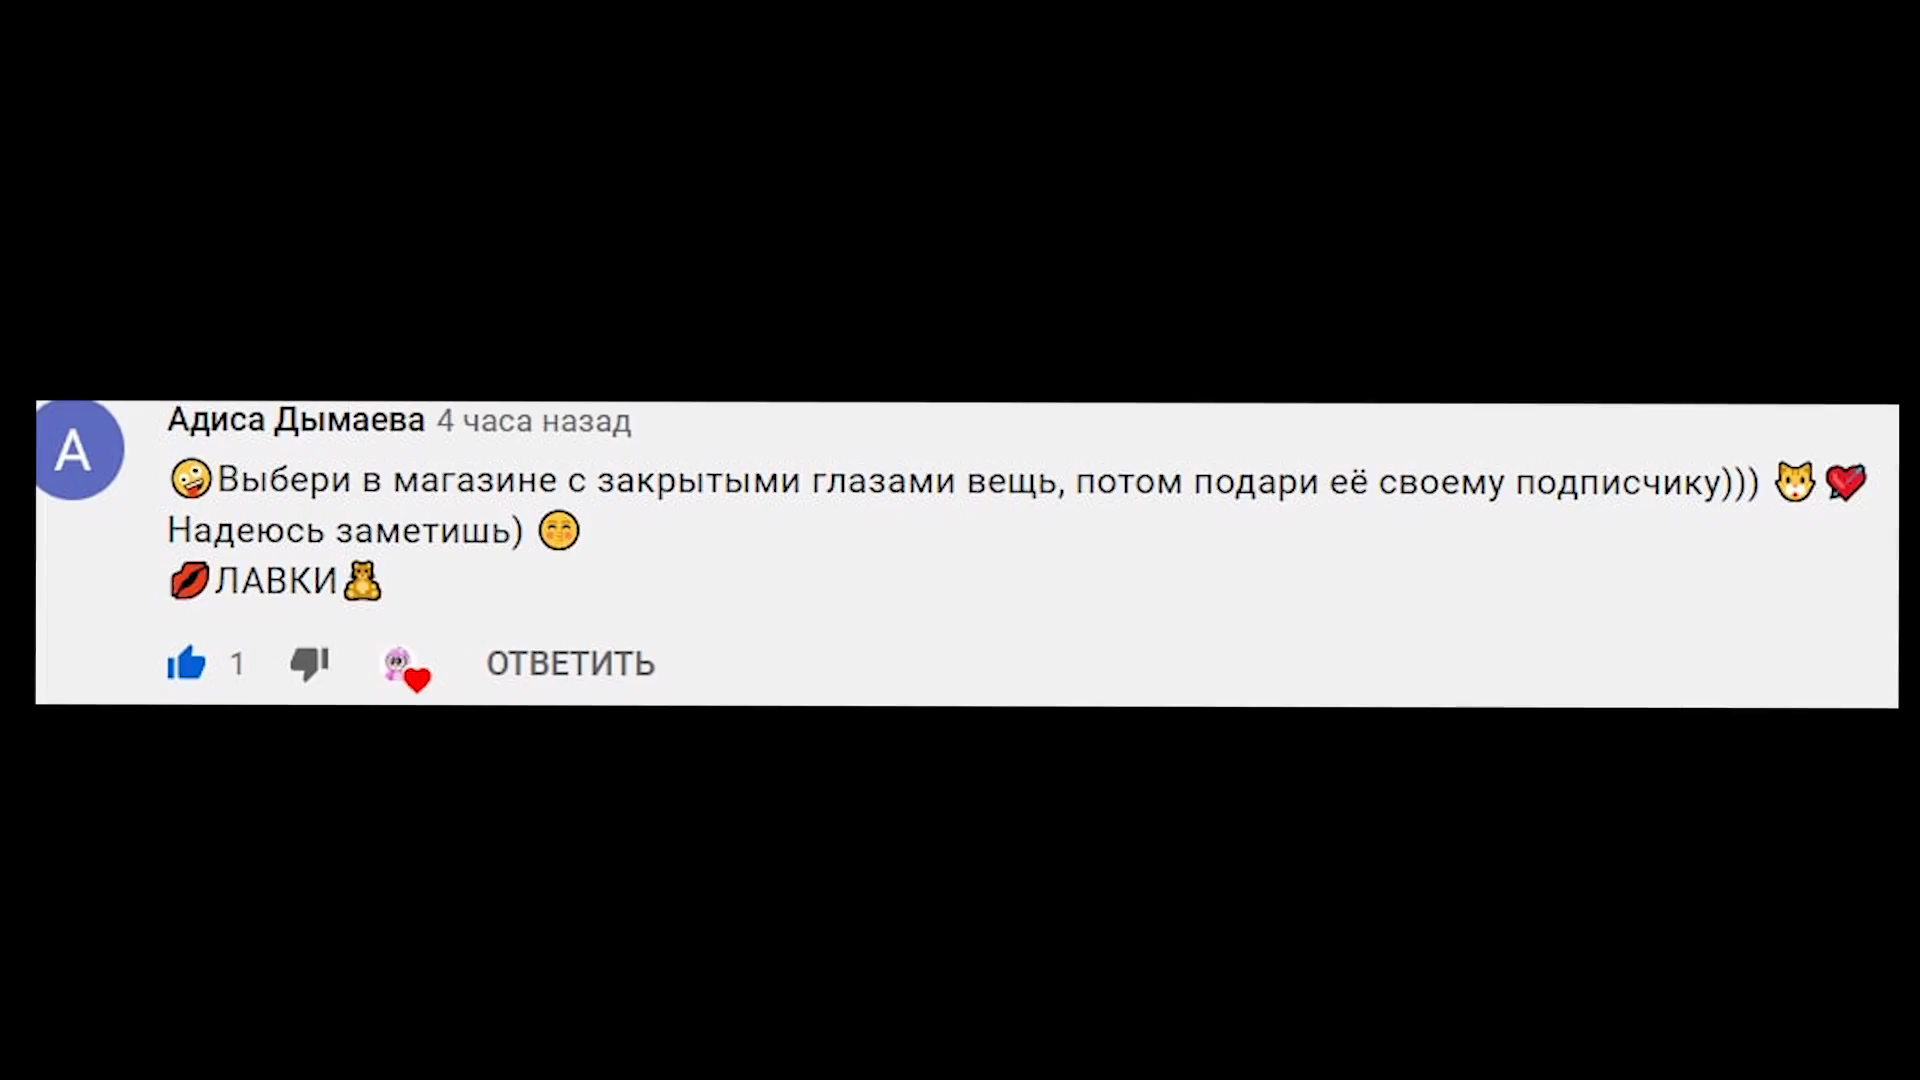 А
Адиса Дымаева 4 часа назад
🤪Выбери в магазине с закрытыми глазами вещь, потом подари её своему подписчику))) 🐱💘
Надеюсь заметишь) 😚
💋ЛАВКИ🧸
1 ОТВЕТИТЬ